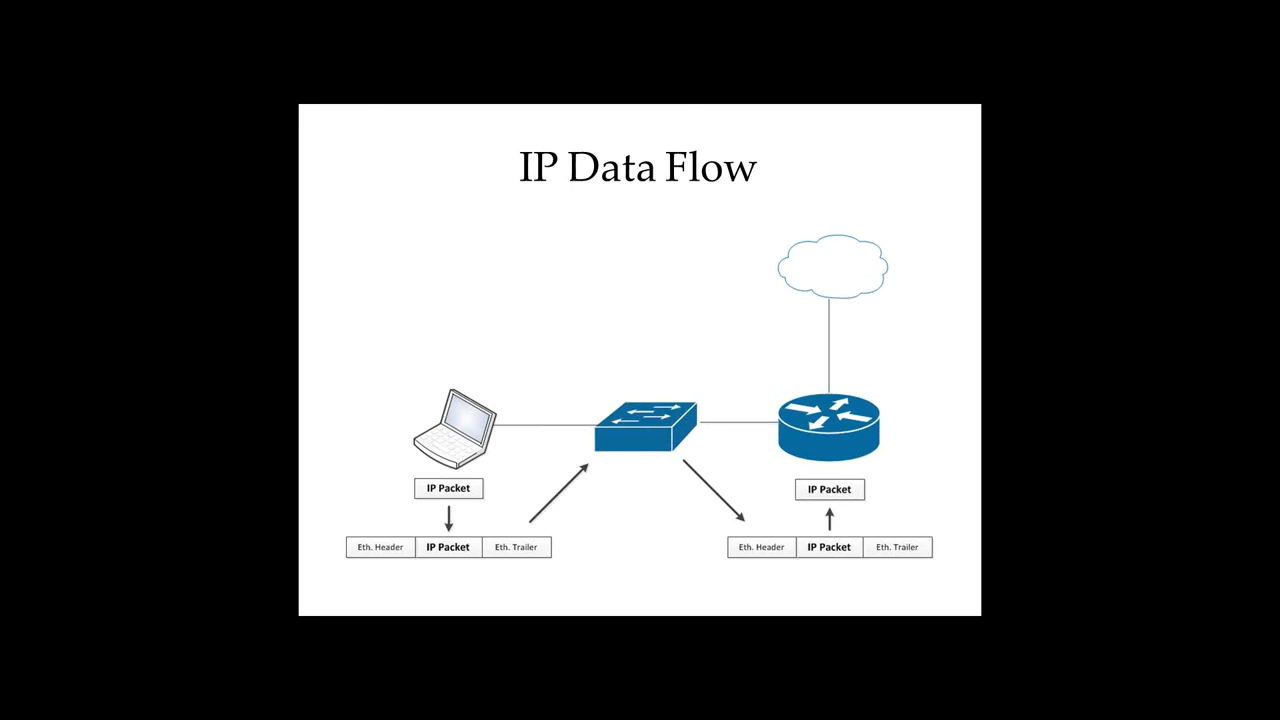 IP Data Flow
IP Packet
IP Packet
Eth. Header IP Packet Eth. Trailer
Eth. Header IP Packet Eth. Trailer